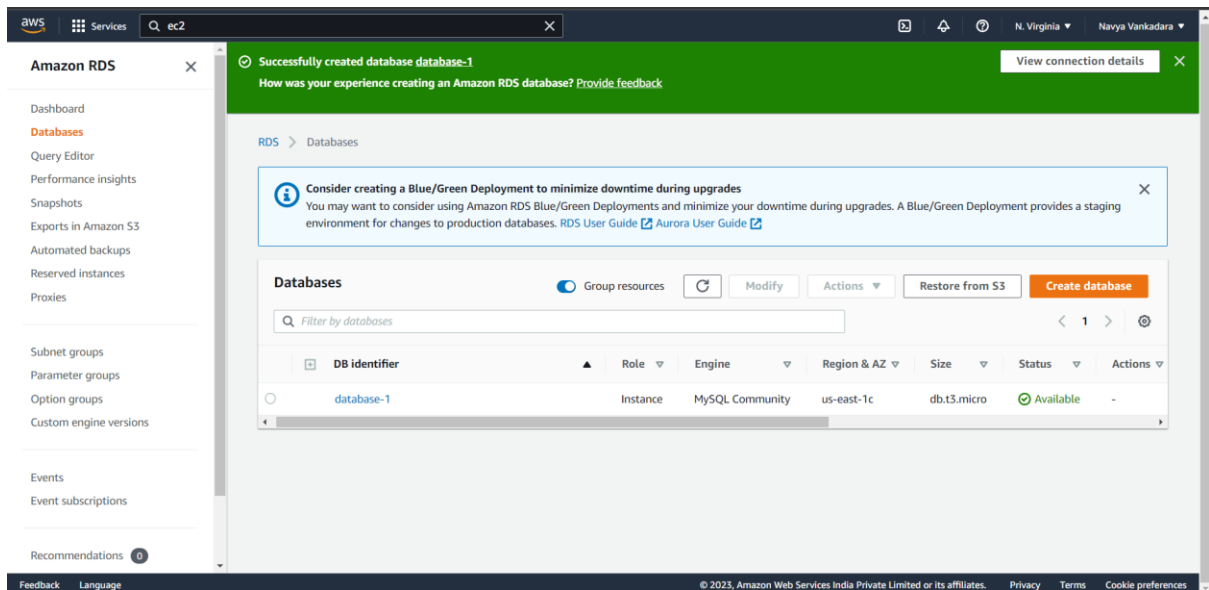 aws Services ec2 N. Virginia ▼ Navya Vankadara ▼
Amazon RDS
Dashboard
Databases
Query Editor
Performance insights
Snapshots
Exports in Amazon S3
Automated backups
Reserved instances
Proxies
Subnet groups
Parameter groups
Option groups
Custom engine versions
Events
Event subscriptions
Recommendations 0
Successfully created database database-1
How was your experience creating an Amazon RDS database? Provide feedback
View connection details
RDS > Databases
Consider creating a Blue/Green Deployment to minimize downtime during upgrades
You may want to consider using Amazon RDS Blue/Green Deployments and minimize your downtime during upgrades. A Blue/Green Deployment provides a staging
environment for changes to production databases. RDS User Guide Aurora User Guide
Databases Group resources Modify Actions ▼ Restore from S3 Create database
Filter by databases < 1 >
DB identifier Role Engine Region & AZ Size Status Actions
database-1 Instance MySQL Community us-east-1c db.t3.micro Available -
Feedback Language © 2023, Amazon Web Services India Private Limited or its affiliates. Privacy Terms Cookie preferences